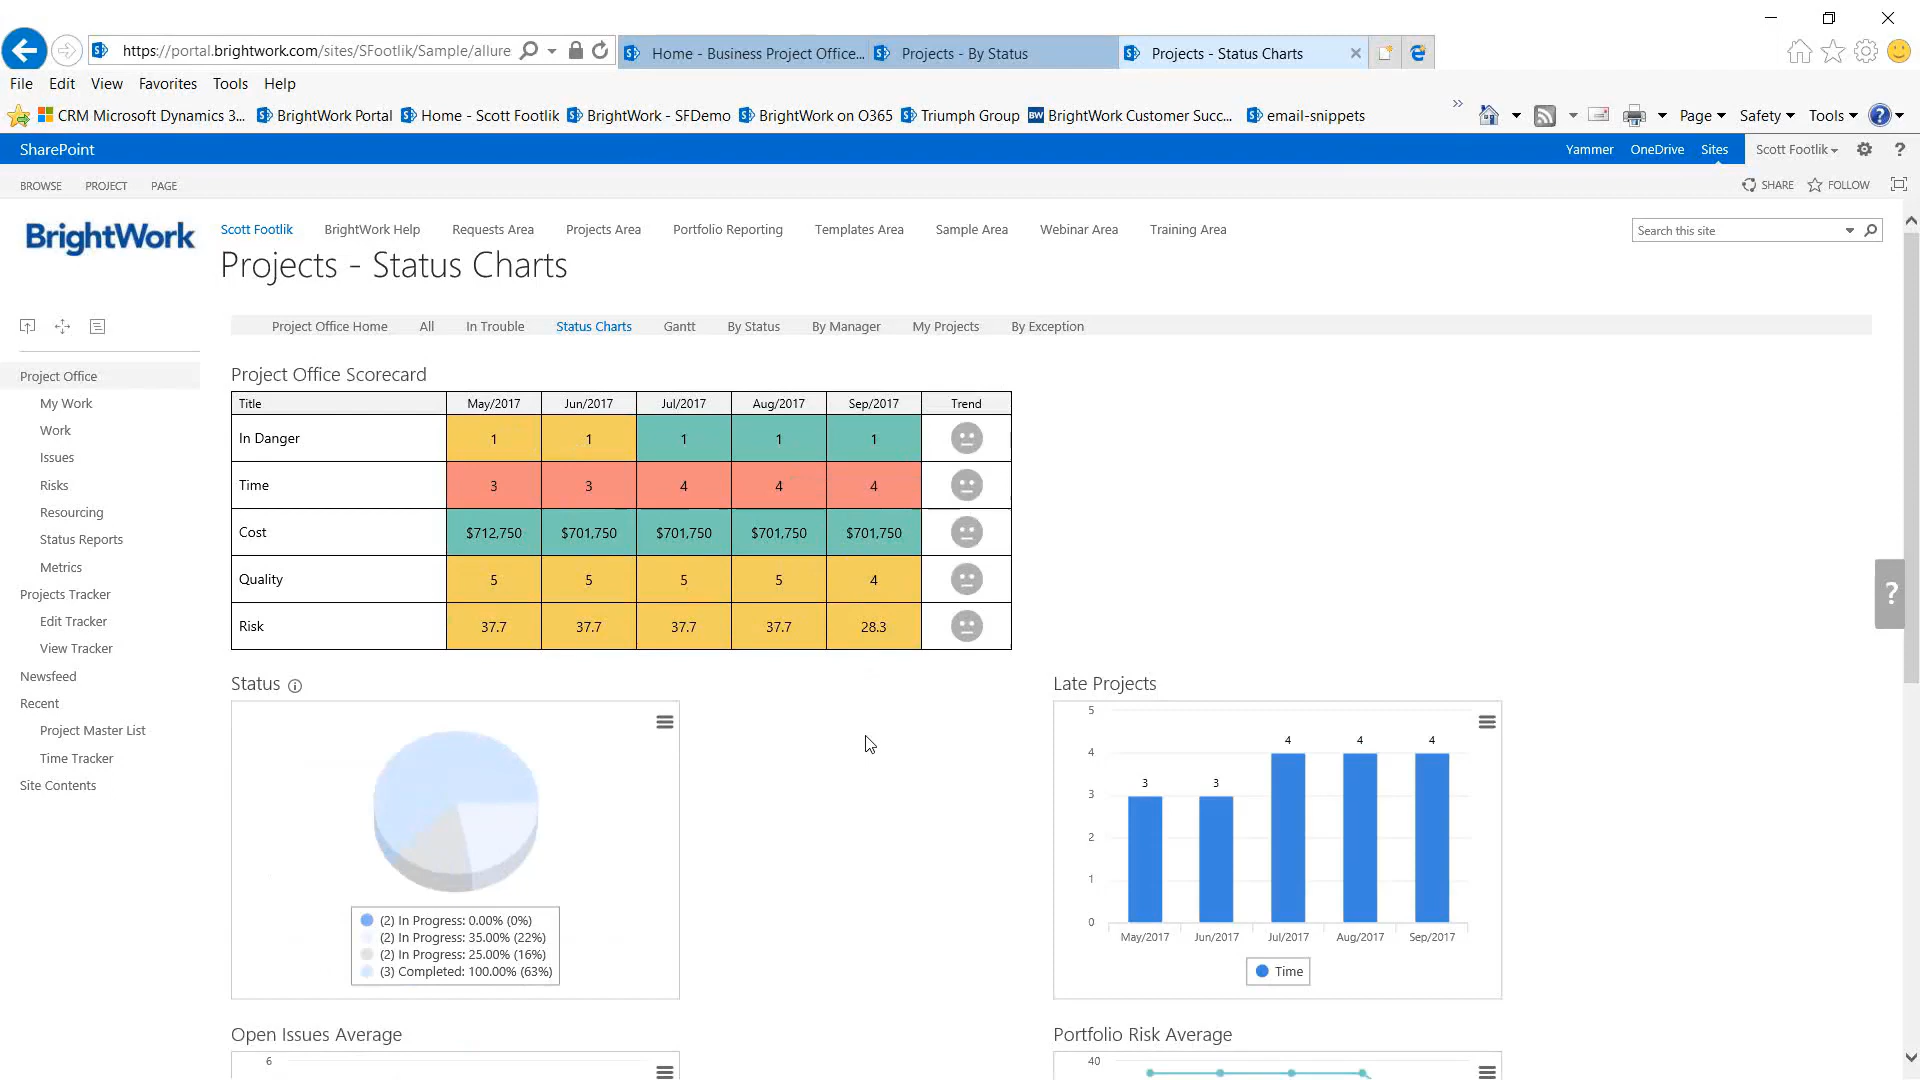 https://portal.brightwork.com/sites/SFootlik/Sample/allure
Home - Business Project Office...
Projects - By Status
Projects - Status Charts
File Edit View Favorites Tools Help
CRM Microsoft Dynamics 3... BrightWork Portal Home - Scott Footlik BrightWork - SFDemo BrightWork on O365 Triumph Group BW BrightWork Customer Succ... email-snippets
Page Safety Tools
SharePoint
Yammer OneDrive Sites Scott Footlik ?
BROWSE PROJECT PAGE
SHARE FOLLOW
BrightWork
Scott Footlik BrightWork Help Requests Area Projects Area Portfolio Reporting Templates Area Sample Area Webinar Area Training Area
Search this site
Projects - Status Charts
Project Office Home All In Trouble Status Charts Gantt By Status By Manager My Projects By Exception
Project Office
My Work
Work
Issues
Risks
Resourcing
Status Reports
Metrics
Projects Tracker
Edit Tracker
View Tracker
Newsfeed
Recent
Project Master List
Time Tracker
Site Contents
Project Office Scorecard
Title May/2017 Jun/2017 Jul/2017 Aug/2017 Sep/2017 Trend
In Danger 1 1 1 1 1
Time 3 3 4 4 4
Cost $712,750 $701,750 $701,750 $701,750 $701,750
Quality 5 5 5 5 4
Risk 37.7 37.7 37.7 37.7 28.3
?
Status
(2) In Progress: 0.00% (0%)
(2) In Progress: 35.00% (22%)
(2) In Progress: 25.00% (16%)
(3) Completed: 100.00% (63%)
Late Projects
5
4
3
2
1
0
3 3 4 4 4
May/2017 Jun/2017 Jul/2017 Aug/2017 Sep/2017
Time
Open Issues Average
6
Portfolio Risk Average
40